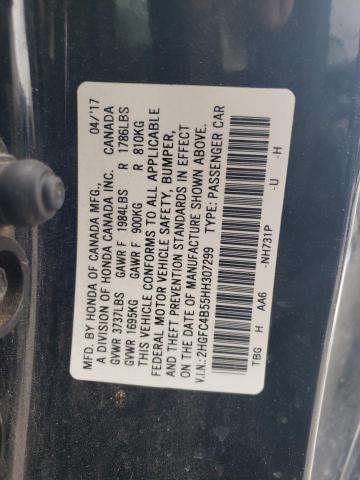 MFD. BY HONDA OF CANADA MFG., 04/'17
A DIVISION OF HONDA CANADA INC. CANADA
GVWR 3737LBS GAWR F 1984LBS R 1786LBS
GVWR 1695KG GAWR F 900KG R 810KG
THIS VEHICLE CONFORMS TO ALL APPLICABLE
FEDERAL MOTOR VEHICLE SAFETY, BUMPER,
AND THEFT PREVENTION STANDARDS IN EFFECT
ON THE DATE OF MANUFACTURE SHOWN ABOVE.
V.I.N.: 2HGFC4B55HH307299 TYPE: PASSENGER CAR
TBG H AA6 -NH731P -U -H